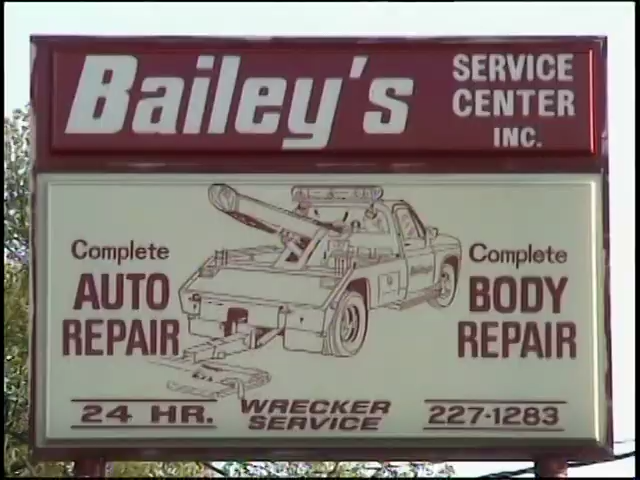 Bailey's
SERVICE
CENTER
INC.
Complete
AUTO
REPAIR
Complete
BODY
REPAIR
24 HR.
WRECKER
SERVICE
227-1283